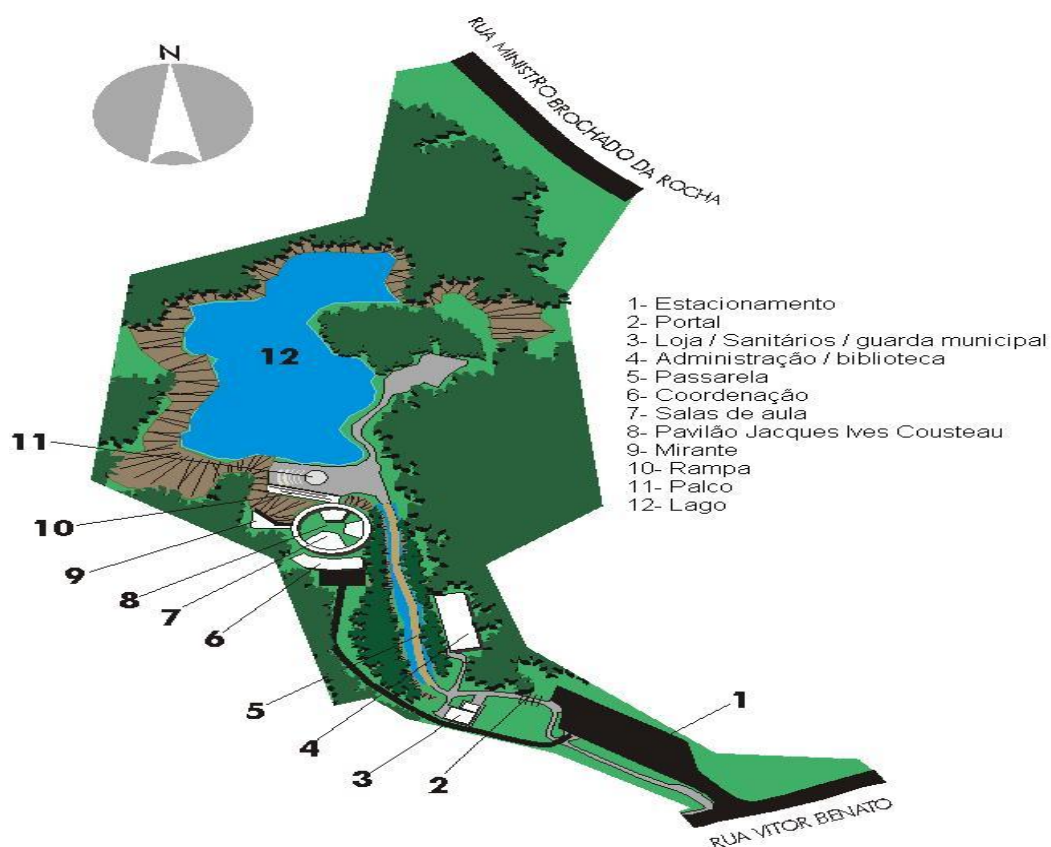 N
RUA MINISTRO BROCHADO DA ROCHA
12
1- Estacionamento
2- Portal
3- Loja / Sanitários / guarda municipal
4- Administração / biblioteca
5- Passarela
6- Coordenação
7- Salas de aula
8- Pavilão Jacques Ives Cousteau
9- Mirante
10- Rampa
11- Palco
12- Lago
11
10
9
8
7
6
5
4
3
2
1
RUA VITOR BENATO